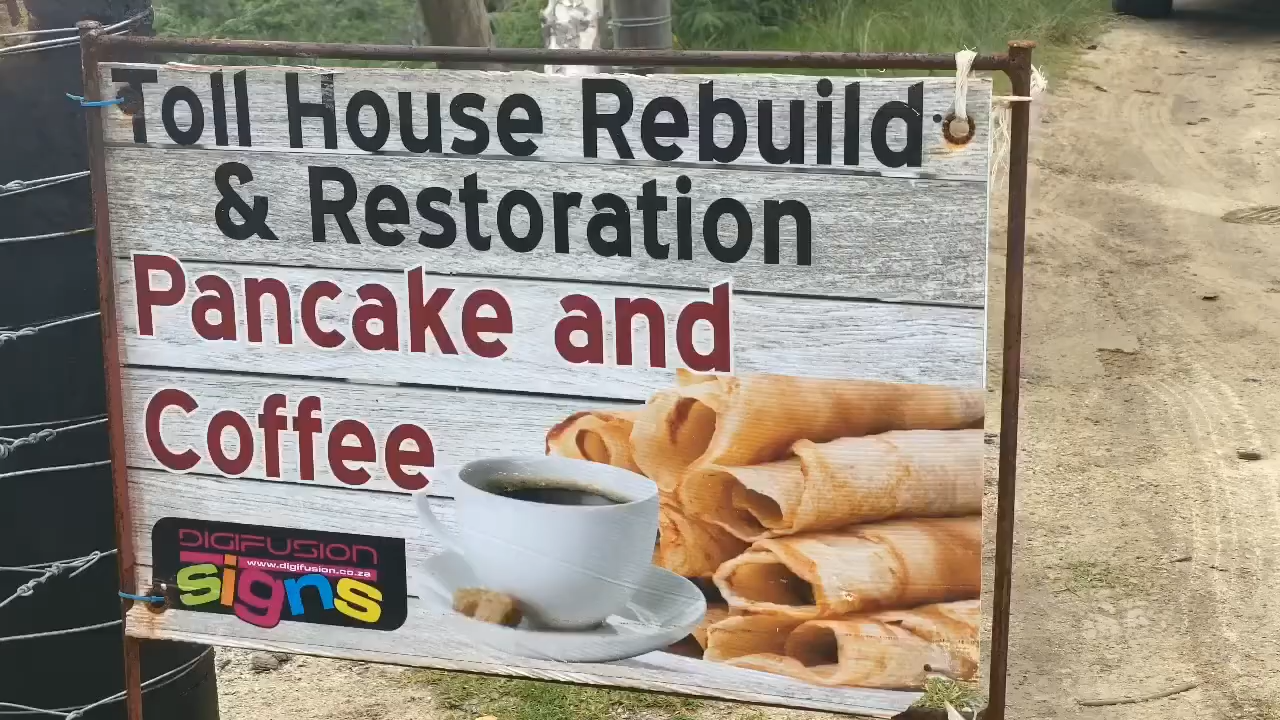 Toll House Rebuild
& Restoration
Pancake and
Coffee
DIGIFUSION
www.digifusion.co.za
signs